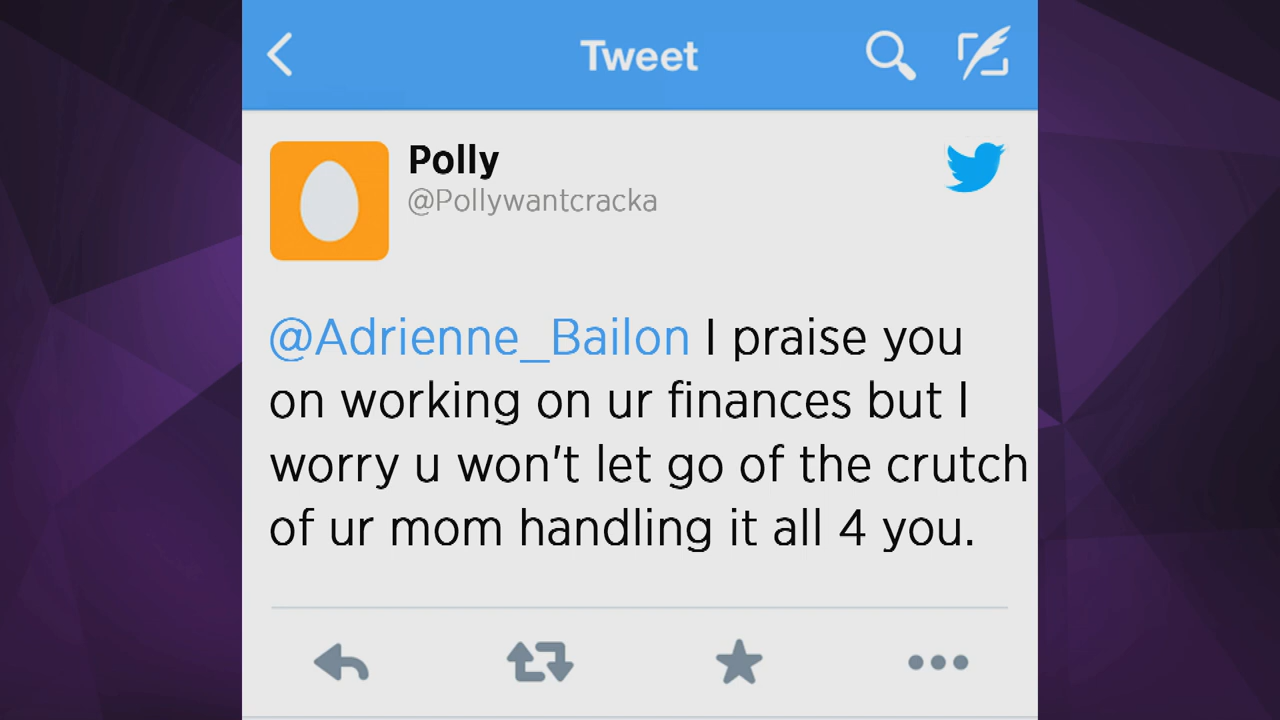 Tweet
Polly
@Pollywantcracka
@Adrienne_Bailon I praise you
on working on ur finances but I
worry u won't let go of the crutch
of ur mom handling it all 4 you.